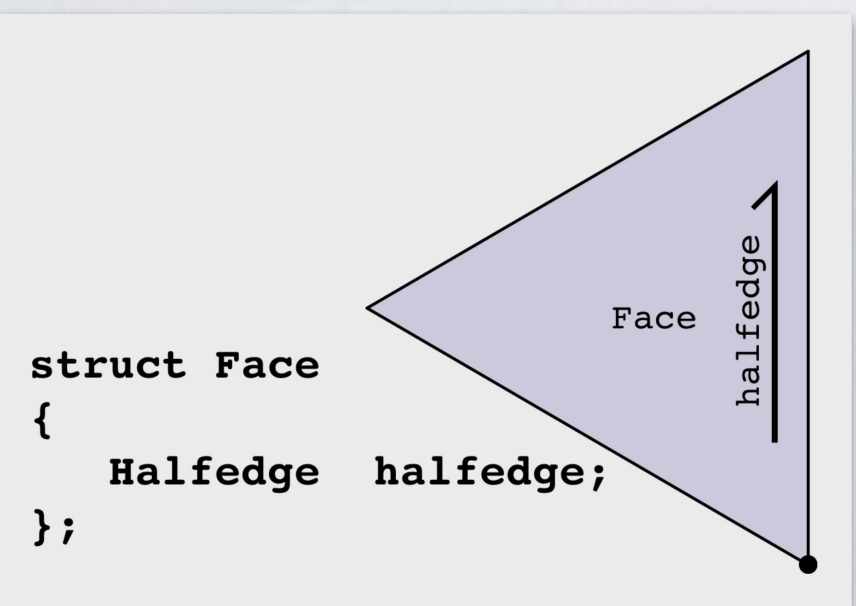 struct Face
{
Halfedge halfedge;
};
Face
halfedge